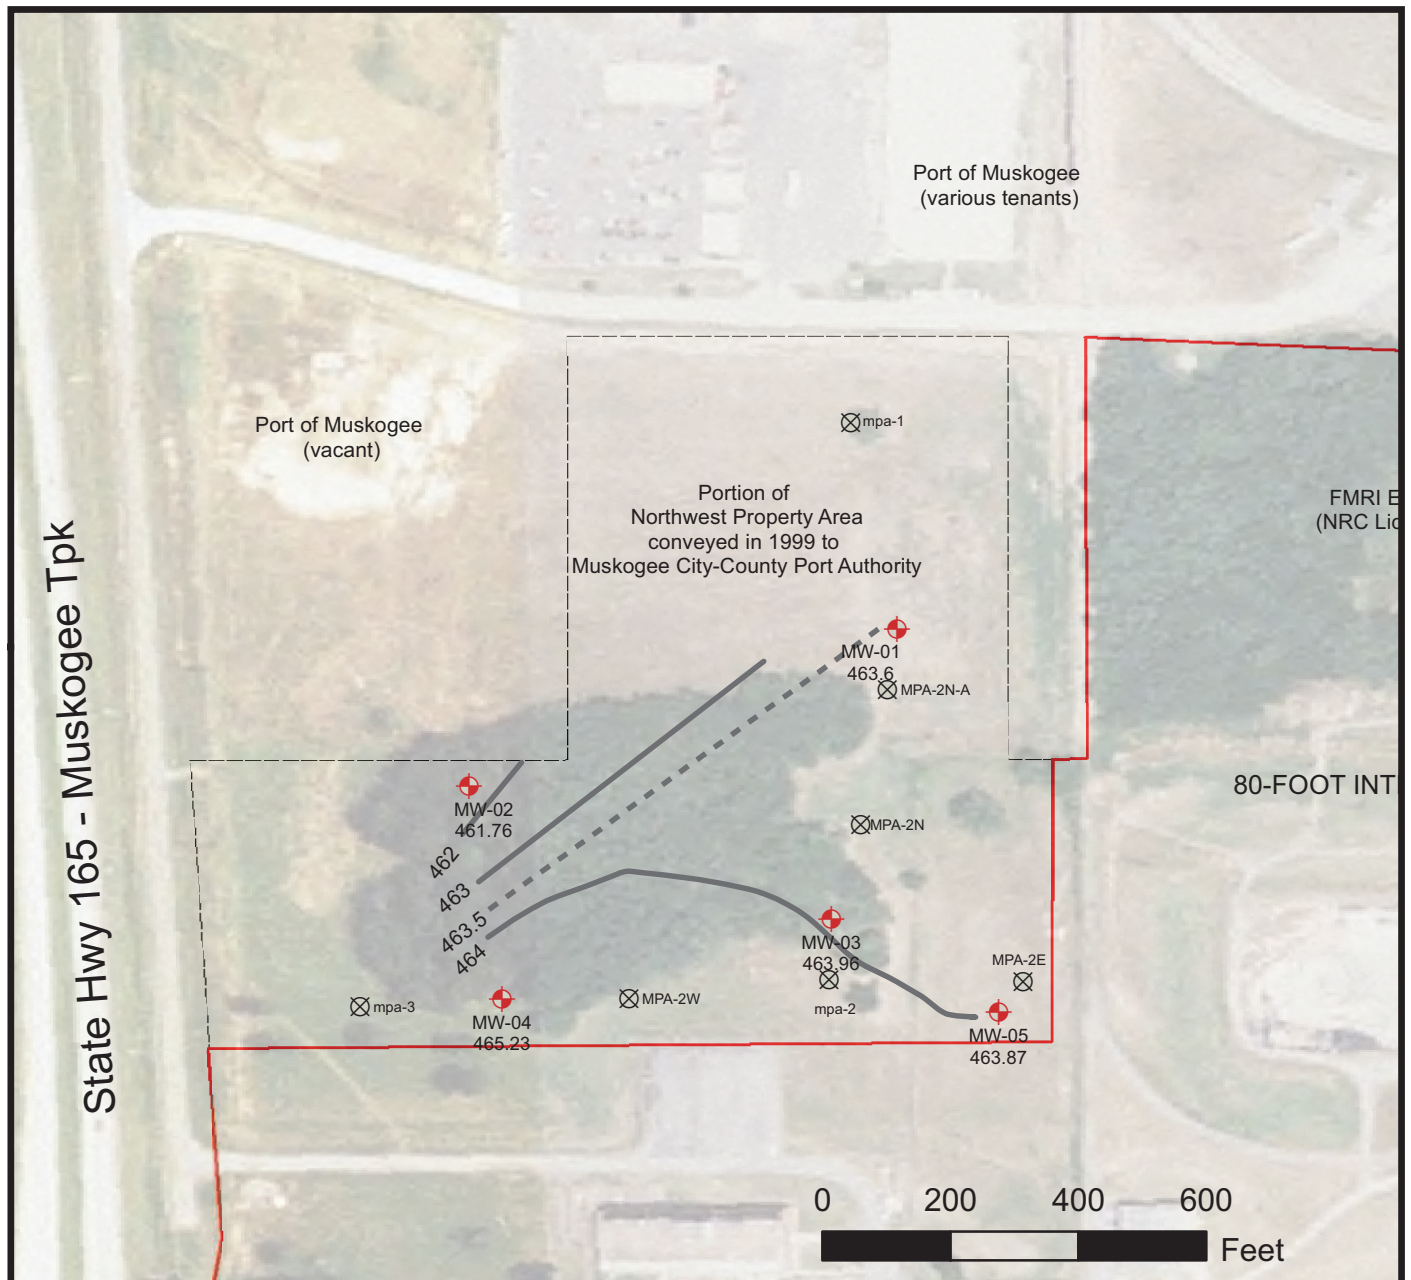 Port of Muskogee
(various tenants)
mpa-1
Port of Muskogee
(vacant)
Portion of
Northwest Property Area
conveyed in 1999 to
Muskogee City-County Port Authority
FMRI E
(NRC Lic
State Hwy 165 - Muskogee Tpk
MW-01
463.6
MPA-2N-A
80-FOOT INT
MW-02
461.76
MPA-2N
462
463
463.5
464
MW-03
463.96
MPA-2E
mpa-2
mpa-3
MPA-2W
MW-04
465.23
MW-05
463.87
0 200 400 600
Feet